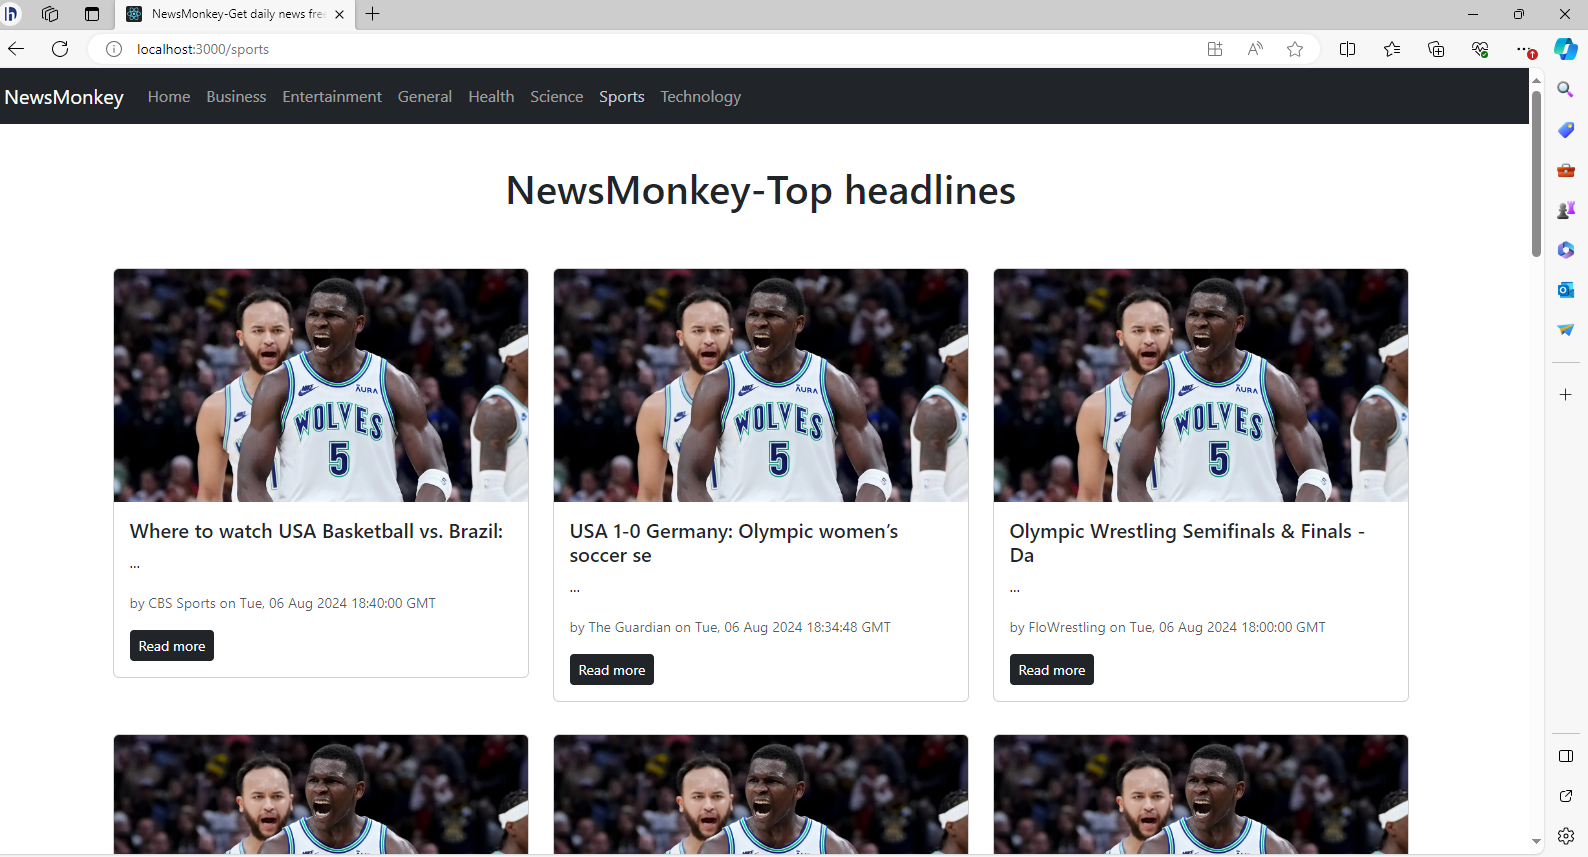 NewsMonkey-Get daily news free
localhost:3000/sports
NewsMonkey Home Business Entertainment General Health Science Sports Technology
NewsMonkey-Top headlines
AURA
WOLVES
5
AURA
WOLVES
5
AURA
WOLVES
5
Where to watch USA Basketball vs. Brazil:
...
by CBS Sports on Tue, 06 Aug 2024 18:40:00 GMT
Read more
USA 1-0 Germany: Olympic women’s
soccer se
...
by The Guardian on Tue, 06 Aug 2024 18:34:48 GMT
Read more
Olympic Wrestling Semifinals & Finals -
Da
...
by FloWrestling on Tue, 06 Aug 2024 18:00:00 GMT
Read more